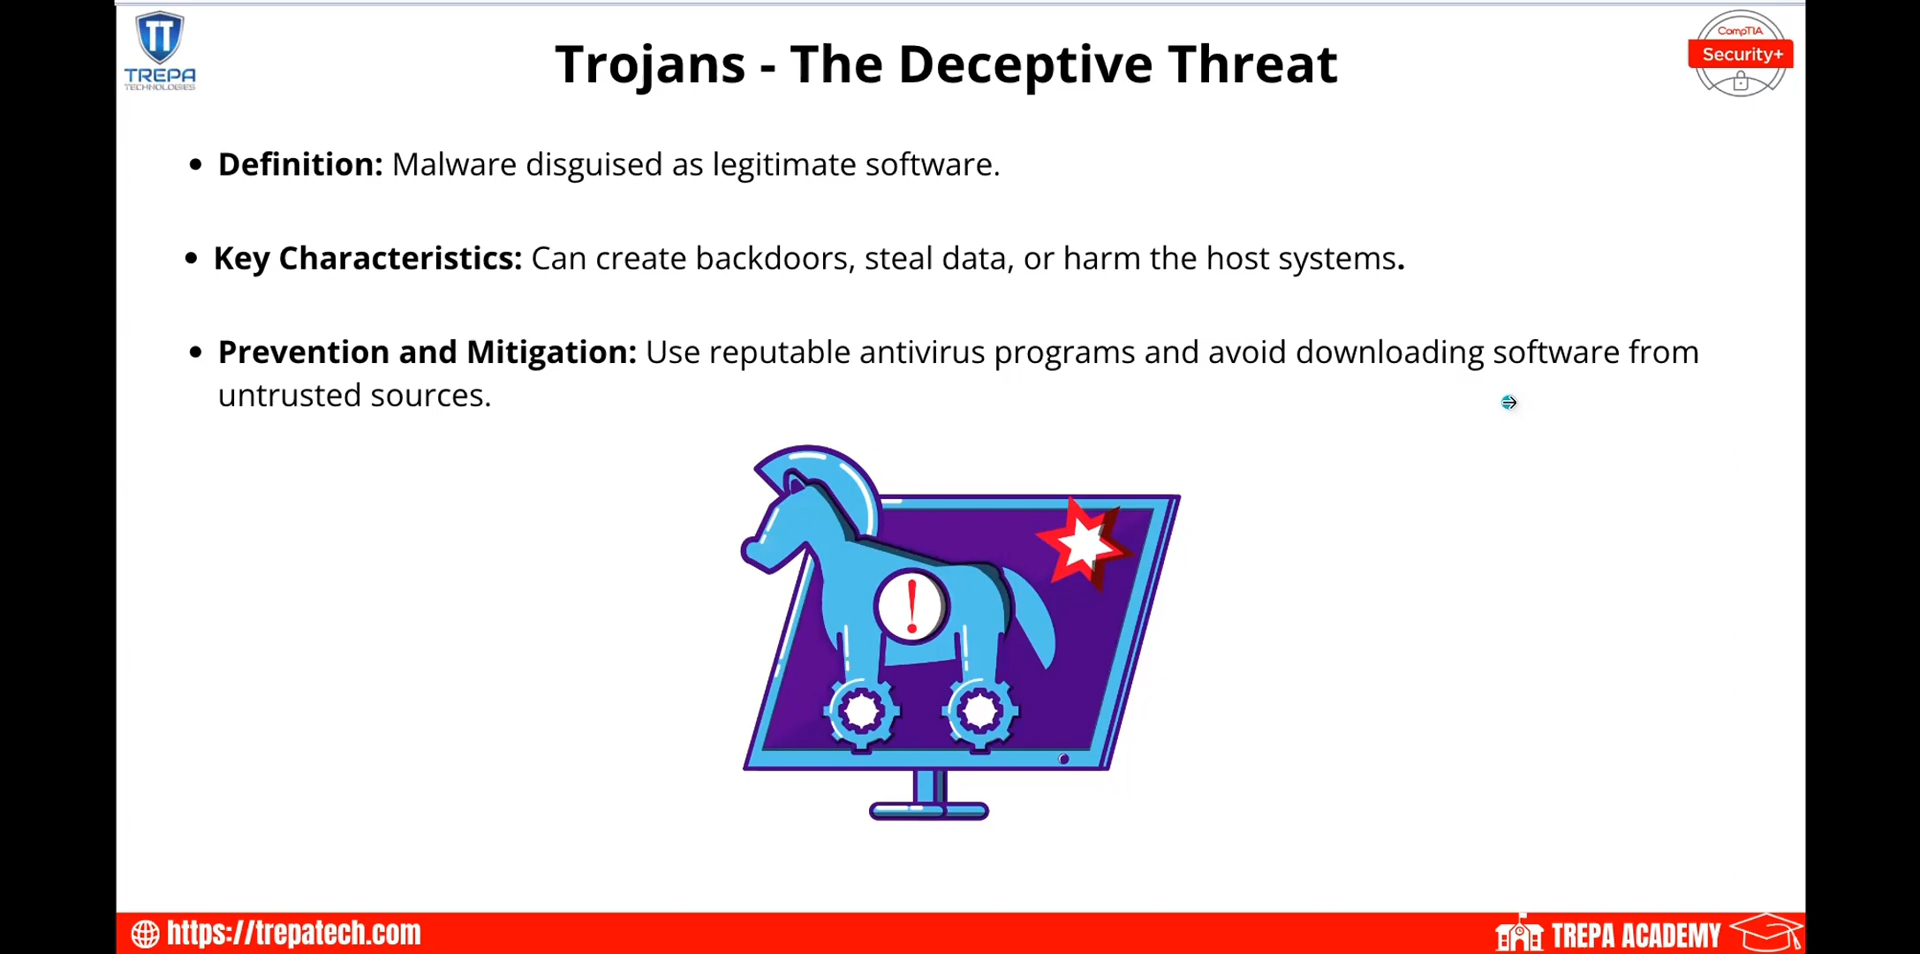 TREPA
TECHNOLOGIES
Trojans - The Deceptive Threat
CompTIA
Security+
• Definition: Malware disguised as legitimate software.
• Key Characteristics: Can create backdoors, steal data, or harm the host systems.
• Prevention and Mitigation: Use reputable antivirus programs and avoid downloading software from
untrusted sources.
!
https://trepatech.com
TREPA ACADEMY